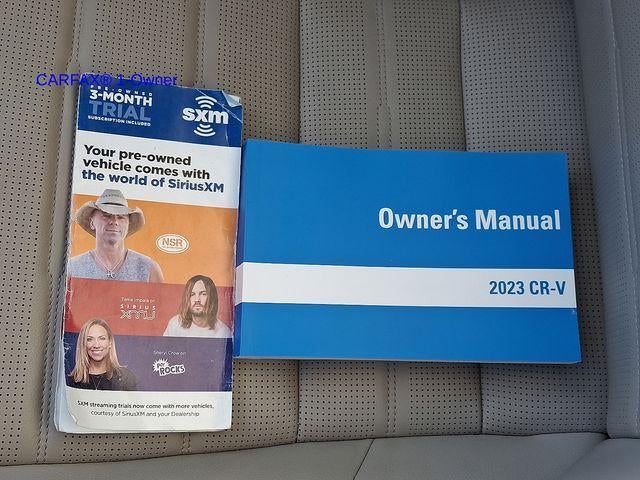 CARFAX® 1-Owner
PRE-OWNED
3-MONTH
TRIAL
SUBSCRIPTION INCLUDED
sxm
Your pre-owned
vehicle comes with
the world of SiriusXM
NSR
Tame Impala on
SIRIUS
xmU
Sheryl Crow on
POP
ROCKS
SXM streaming trials now come with more vehicles,
courtesy of SiriusXM and your Dealership
Owner's Manual
2023 CR-V